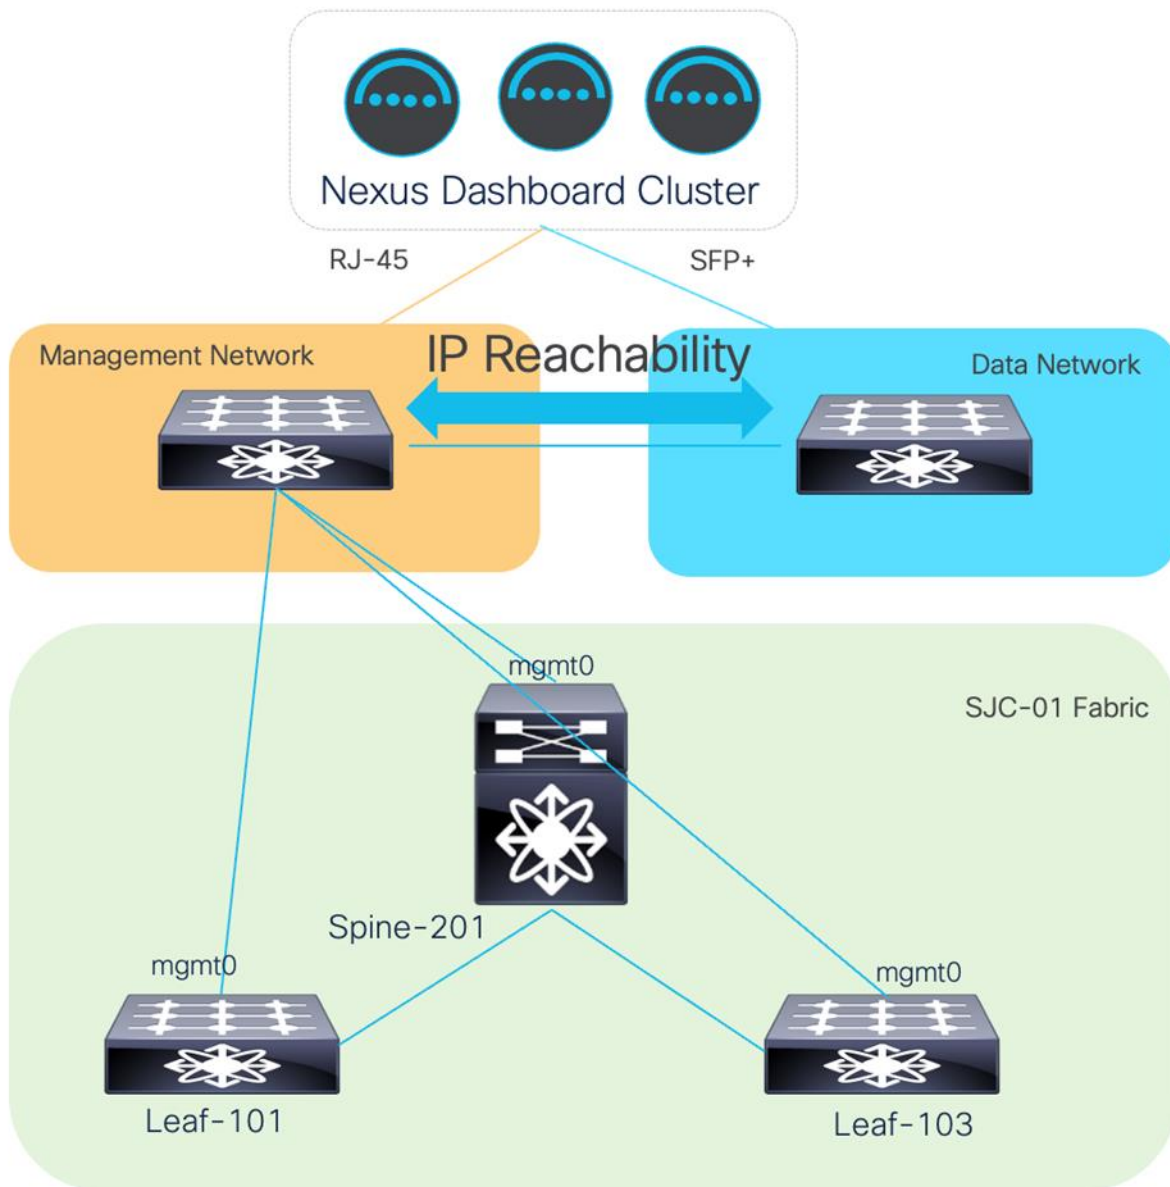 Nexus Dashboard Cluster
RJ-45
SFP+
Management Network
IP Reachability
Data Network
mgmt0
SJC-01 Fabric
Spine-201
mgmt0
mgmt0
Leaf-101
Leaf-103